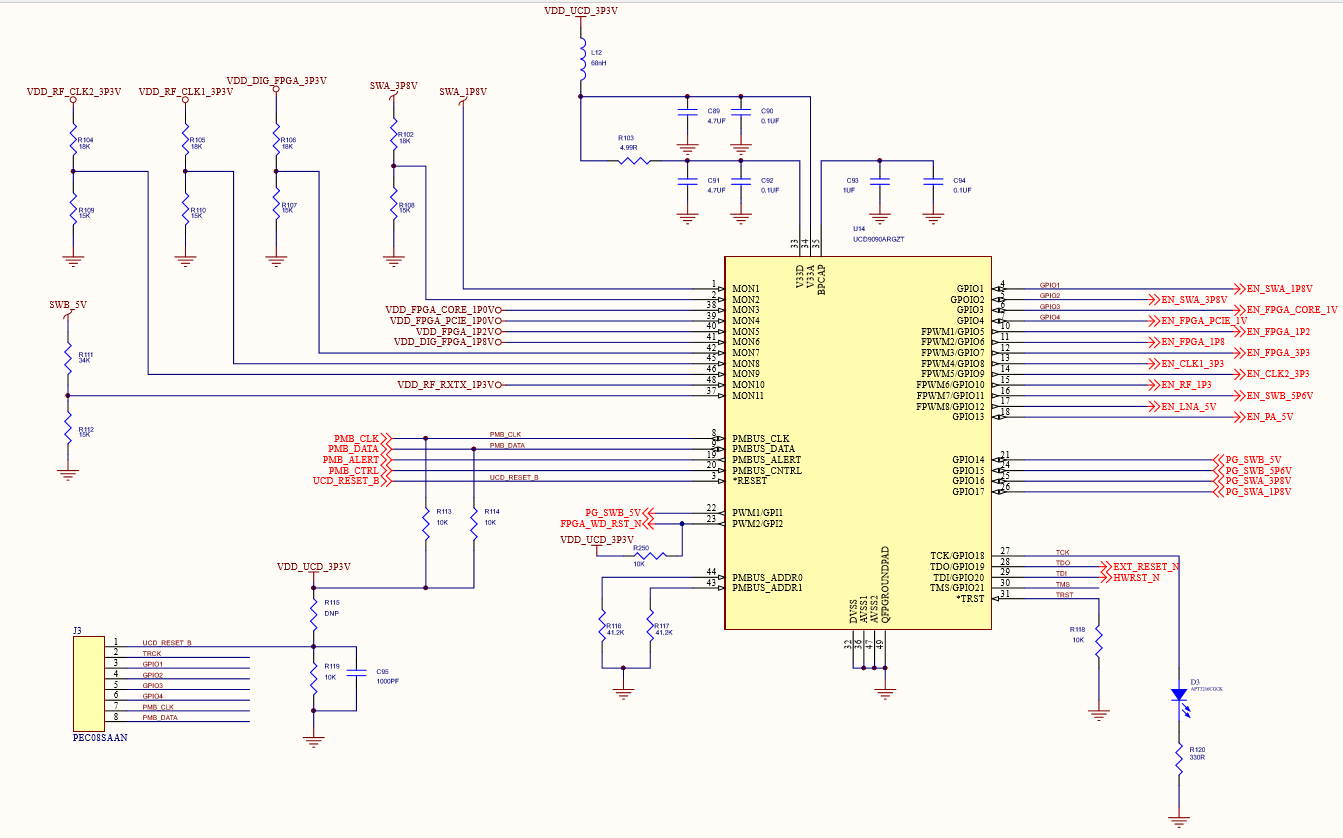 VDD_UCD_3P3V
L12
68nH
VDD_RF_CLK2_3P3V
VDD_RF_CLK1_3P3V
VDD_DIG_FPGA_3P3V
SWA_3P8V
SWA_1P8V
R104
18K
R105
18K
R106
18K
R102
18K
C89
4.7UF
C90
0.1UF
R103
4.99R
R109
15K
R110
15K
R107
15K
R108
15K
C91
4.7UF
C92
0.1UF
C93
1UF
C94
0.1UF
U14
UCD9090ARGZT
33
34
35
V33D
V33A
BPCAP
SWB_5V
R111
34K
R112
15K
1 MON1
2 MON2
VDD_FPGA_CORE_1P0V 38 MON3
VDD_FPGA_PCIE_1P0V 39 MON4
VDD_FPGA_1P2V 40 MON5
VDD_DIG_FPGA_1P8V 41 MON6
42 MON7
45 MON8
46 MON9
VDD_RF_RXTX_1P3V 48 MON10
37 MON11
GPIO1 4 GPIO1 EN_SWA_1P8V
GPOIO2 5 GPIO2 EN_SWA_3P8V
GPIO3 6 GPIO3 EN_FPGA_CORE_1V
GPIO4 7 GPIO4 EN_FPGA_PCIE_1V
FPWM1/GPIO5 10 EN_FPGA_1P2
FPWM2/GPIO6 11 EN_FPGA_1P8
FPWM3/GPIO7 12 EN_FPGA_3P3
FPWM4/GPIO8 13 EN_CLK1_3P3
FPWM5/GPIO9 14 EN_CLK2_3P3
FPWM6/GPIO10 15 EN_RF_1P3
FPWM7/GPIO11 16 EN_SWB_5P6V
FPWM8/GPIO12 17 EN_LNA_5V
GPIO13 18 EN_PA_5V
PMB_CLK PMB_CLK 8 PMBUS_CLK
PMB_DATA PMB_DATA 9 PMBUS_DATA
PMB_ALERT 19 PMBUS_ALERT
PMB_CTRL 20 PMBUS_CNTRL
UCD_RESET_B UCD_RESET_B 3 *RESET
GPIO14 21 PG_SWB_5V
GPIO15 24 PG_SWB_5P6V
GPIO16 25 PG_SWA_3P8V
GPIO17 26 PG_SWA_1P8V
R113
10K
R114
10K
PG_SWB_5V 22 PWM1/GPI1
FPGA_WD_RST_N 23 PWM2/GPI2
VDD_UCD_3P3V
R250
10K
44 PMBUS_ADDR0
43 PMBUS_ADDR1
R116
41.2K
R117
41.2K
DVSS
AVSS1
AVSS2
QFPGROUNDPAD
32
36
47
49
TCK/GPIO18 27 TCK
TDO/GPIO19 28 TDO EXT_RESET_N
TDI/GPIO20 29 TDI HWRST_N
TMS/GPIO21 30 TMS
*TRST 31 TRST
R118
10K
D3
R120
330R
VDD_UCD_3P3V
R115
DNP
R119
10K
C95
1000PF
J3
1 UCD_RESET_B
2 TRCK
3 GPIO1
4 GPIO2
5 GPIO3
6 GPIO4
7 PMB_CLK
8 PMB_DATA
PEC08SAAN